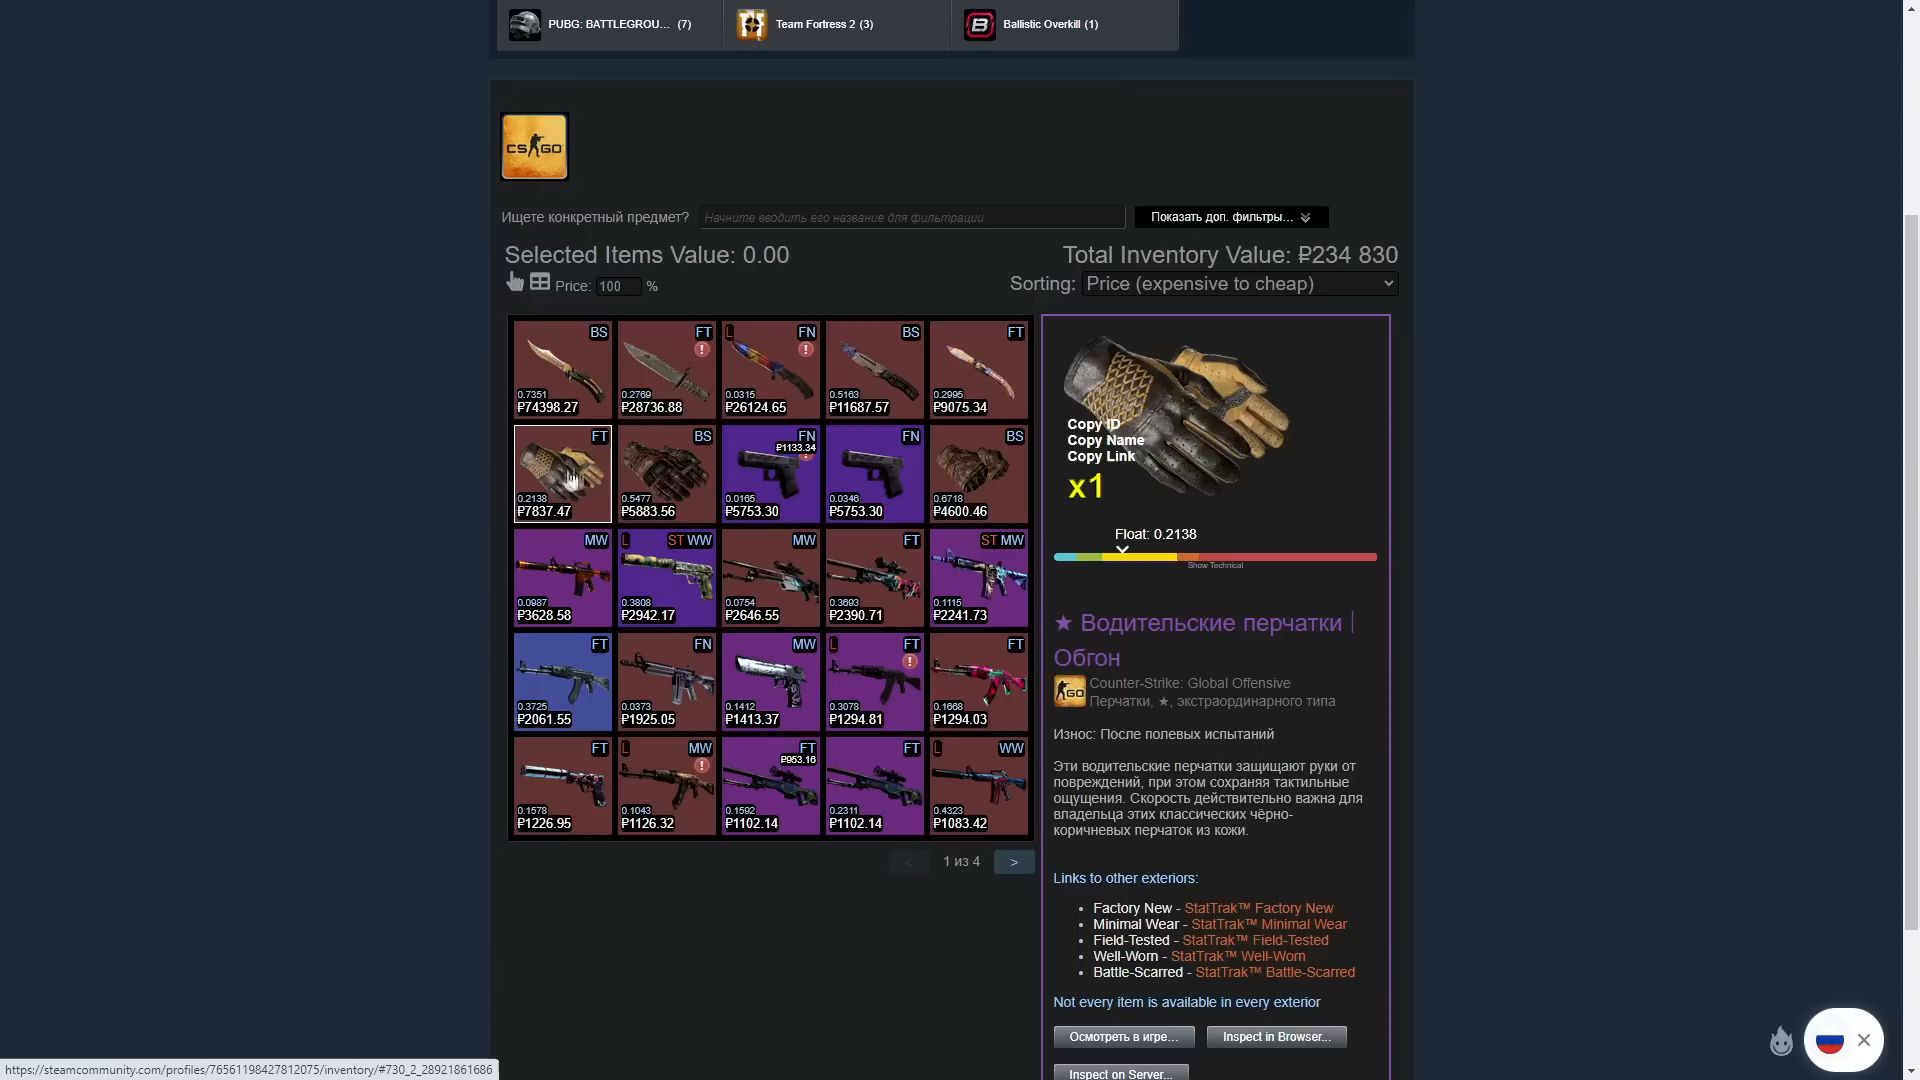 PUBG: BATTLEGROU... (7)
Team Fortress 2 (3)
Ballistic Overkill (1)
CS GO
Ищете конкретный предмет?
Начните вводить его название для фильтрации
Показать доп. фильтры...
Selected Items Value: 0.00
Total Inventory Value: ₽234 830
Price: 100 %
Sorting: Price (expensive to cheap)
BS
0.7351
₽74398.27
FT
0.2769
₽28736.88
L FN
0.0315
₽26124.65
BS
0.5163
₽11687.57
FT
0.2995
₽9075.34
FT
0.2138
₽7837.47
BS
0.5477
₽5883.56
FN
₽1133.34
0.0165
₽5753.30
FN
0.0346
₽5753.30
BS
0.6718
₽4600.46
MW
0.0987
₽3628.58
L ST WW
0.3808
₽2942.17
MW
0.0754
₽2646.55
FT
0.3693
₽2390.71
ST MW
0.1115
₽2241.73
FT
0.3725
₽2061.55
FN
0.0373
₽1925.05
MW
0.1412
₽1413.37
L FT
0.3078
₽1294.81
FT
0.1668
₽1294.03
FT
0.1578
₽1226.95
L MW
0.1043
₽1126.32
FT
₽953.16
0.1592
₽1102.14
FT
0.2311
₽1102.14
L WW
0.4323
₽1083.42
<
1 из 4
>
Copy ID
Copy Name
Copy Link
x1
Float: 0.2138
Show Technical
★ Водительские перчатки |
Обгон
GO
Counter-Strike: Global Offensive
Перчатки, ★, экстраординарного типа
Износ: После полевых испытаний
Эти водительские перчатки защищают руки от
повреждений, при этом сохраняя тактильные
ощущения. Скорость действительно важна для
владельца этих классических чёрно-
коричневых перчаток из кожи.
Links to other exteriors:
• Factory New - StatTrak™ Factory New
• Minimal Wear - StatTrak™ Minimal Wear
• Field-Tested - StatTrak™ Field-Tested
• Well-Worn - StatTrak™ Well-Worn
• Battle-Scarred - StatTrak™ Battle-Scarred
Not every item is available in every exterior
Осмотреть в игре...
Inspect in Browser...
Inspect on Server...
https://steamcommunity.com/profiles/76561198427812075/inventory/#730_2_28921861686